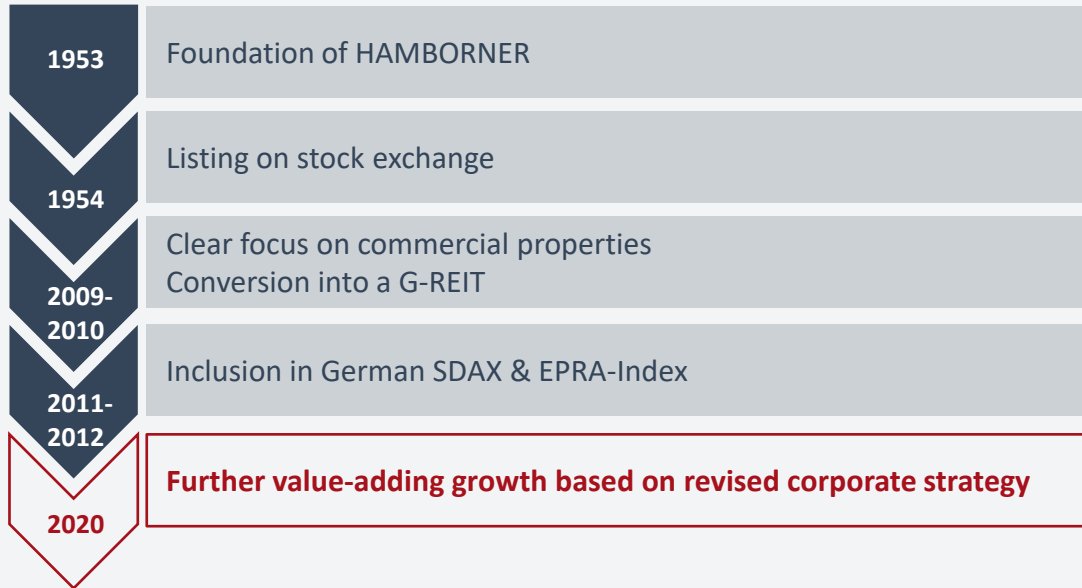 1953
Foundation of HAMBORNER
Listing on stock exchange
1954
Clear focus on commercial properties
Conversion into a G-REIT
2009-
2010
Inclusion in German SDAX & EPRA-Index
2011-
2012
Further value-adding growth based on revised corporate strategy
2020